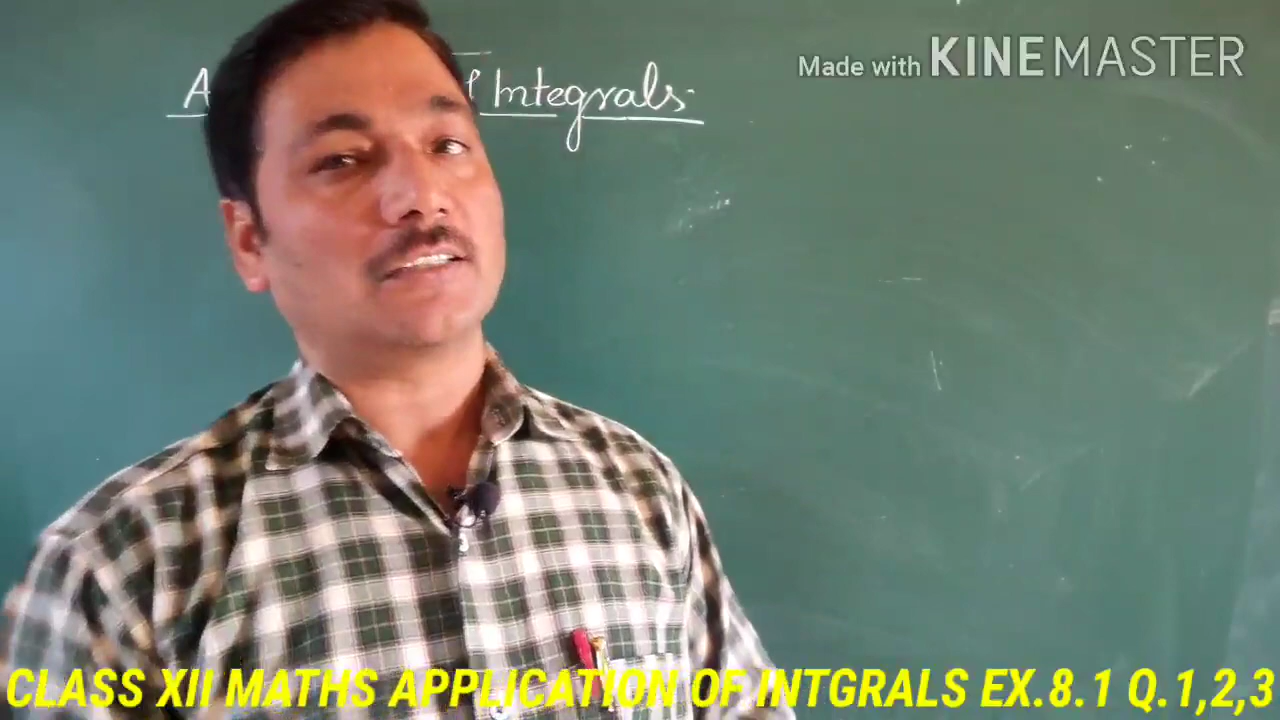 Made with KINEMASTER
Integrals.
CLASS XII MATHS APPLICATION OF INTGRALS EX.8.1 Q.1,2,3